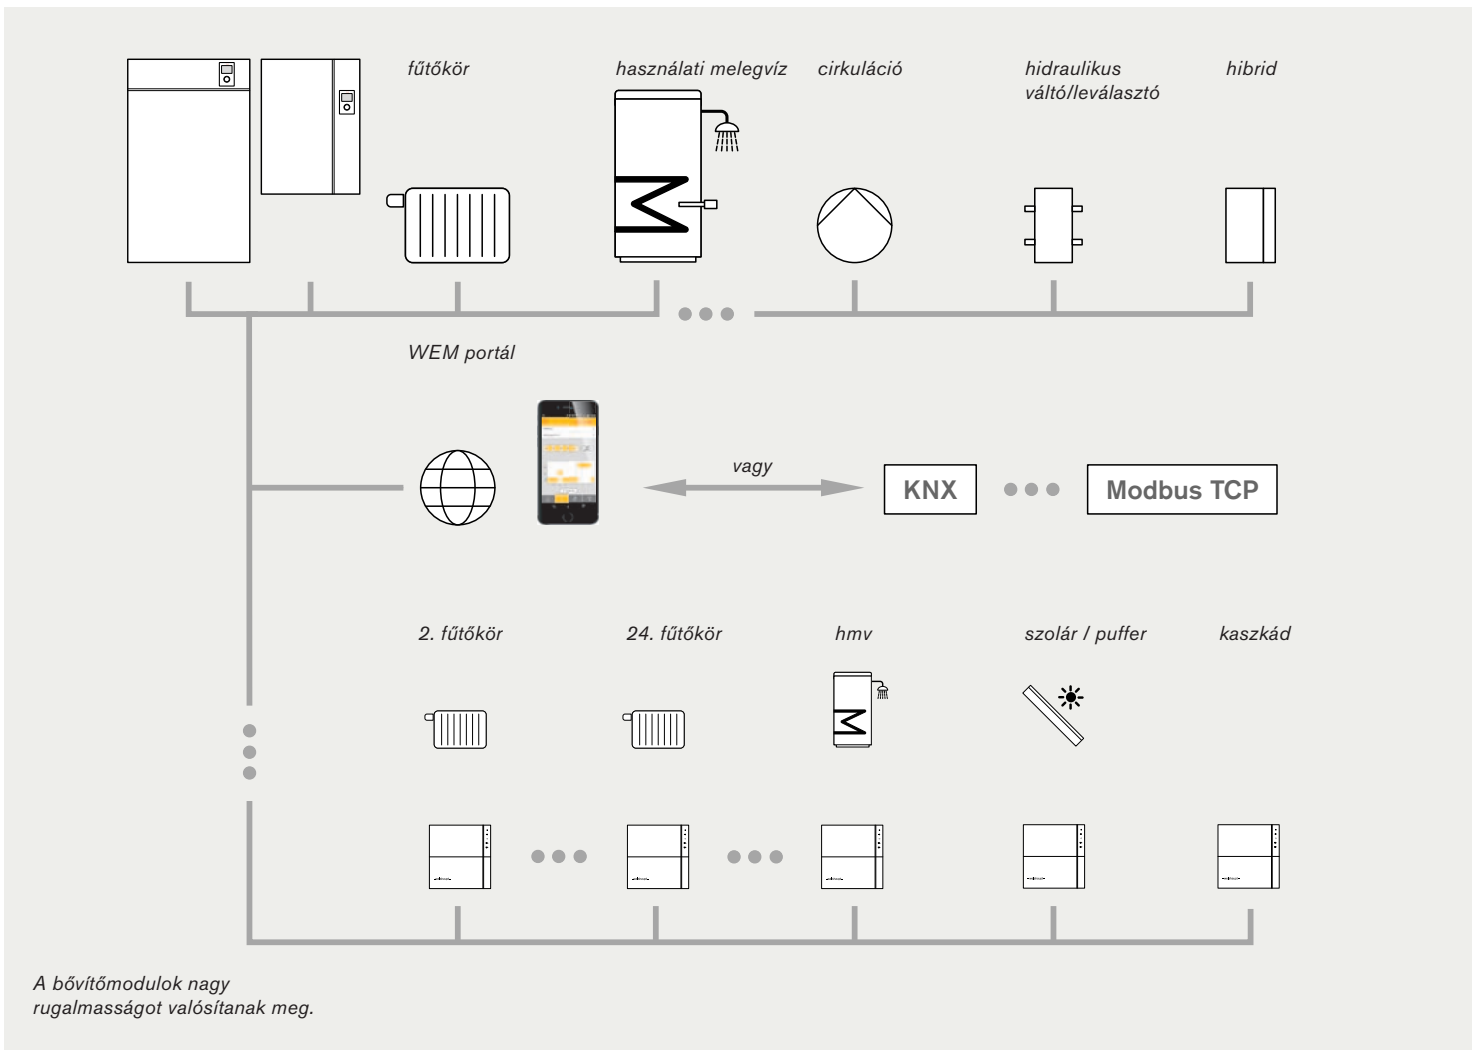 fűtőkör
használati melegvíz
cirkuláció
hidraulikus
váltó/leválasztó
hibrid
WEM portál
vagy
KNX
Modbus TCP
2. fűtőkör
24. fűtőkör
hmv
szolár / puffer
kaszkád
A bővítőmodulok nagy
rugalmasságot valósítanak meg.